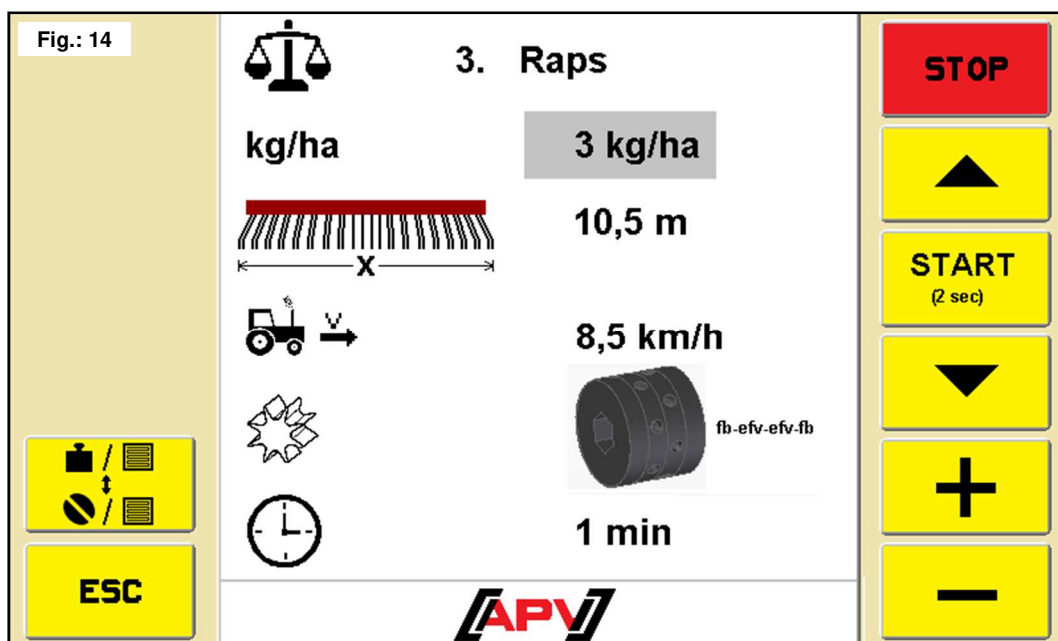 Fig.: 14
3. Raps
STOP
kg/ha 3 kg/ha
X 10,5 m
START
(2 sec)
V 8,5 km/h
fb-efv-efv-fb
/
/
1 min
ESC
APV